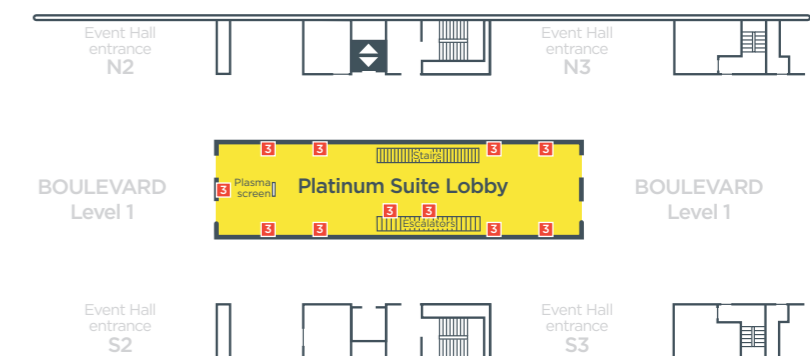 Event Hall
entrance
N2
Event Hall
entrance
N3
3
3
3
3
Stairs
BOULEVARD
Level 1
3
Plasma
screen
Platinum Suite Lobby
BOULEVARD
Level 1
3
3
Escalators
3
3
3
3
Event Hall
entrance
S2
Event Hall
entrance
S3